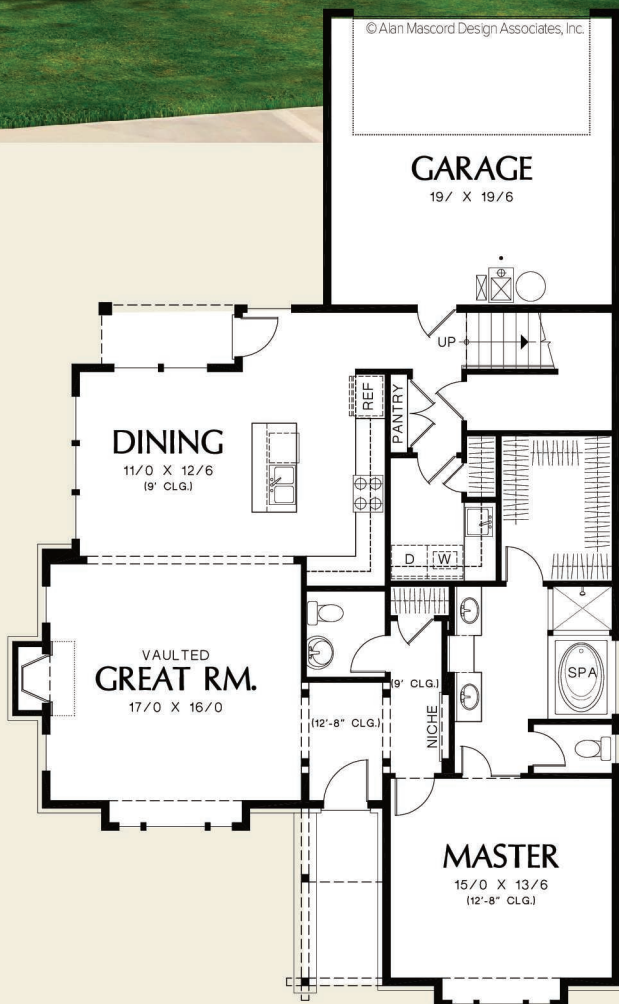 © Alan Mascord Design Associates, Inc.
GARAGE
19/ X 19/6
UP
REF
PANTRY
DINING
11/0 X 12/6
(9' CLG.)
D
W
VAULTED
GREAT RM.
17/0 X 16/0
(9' CLG.)
(12'-8" CLG.)
NICHE
SPA
MASTER
15/0 X 13/6
(12'-8" CLG.)